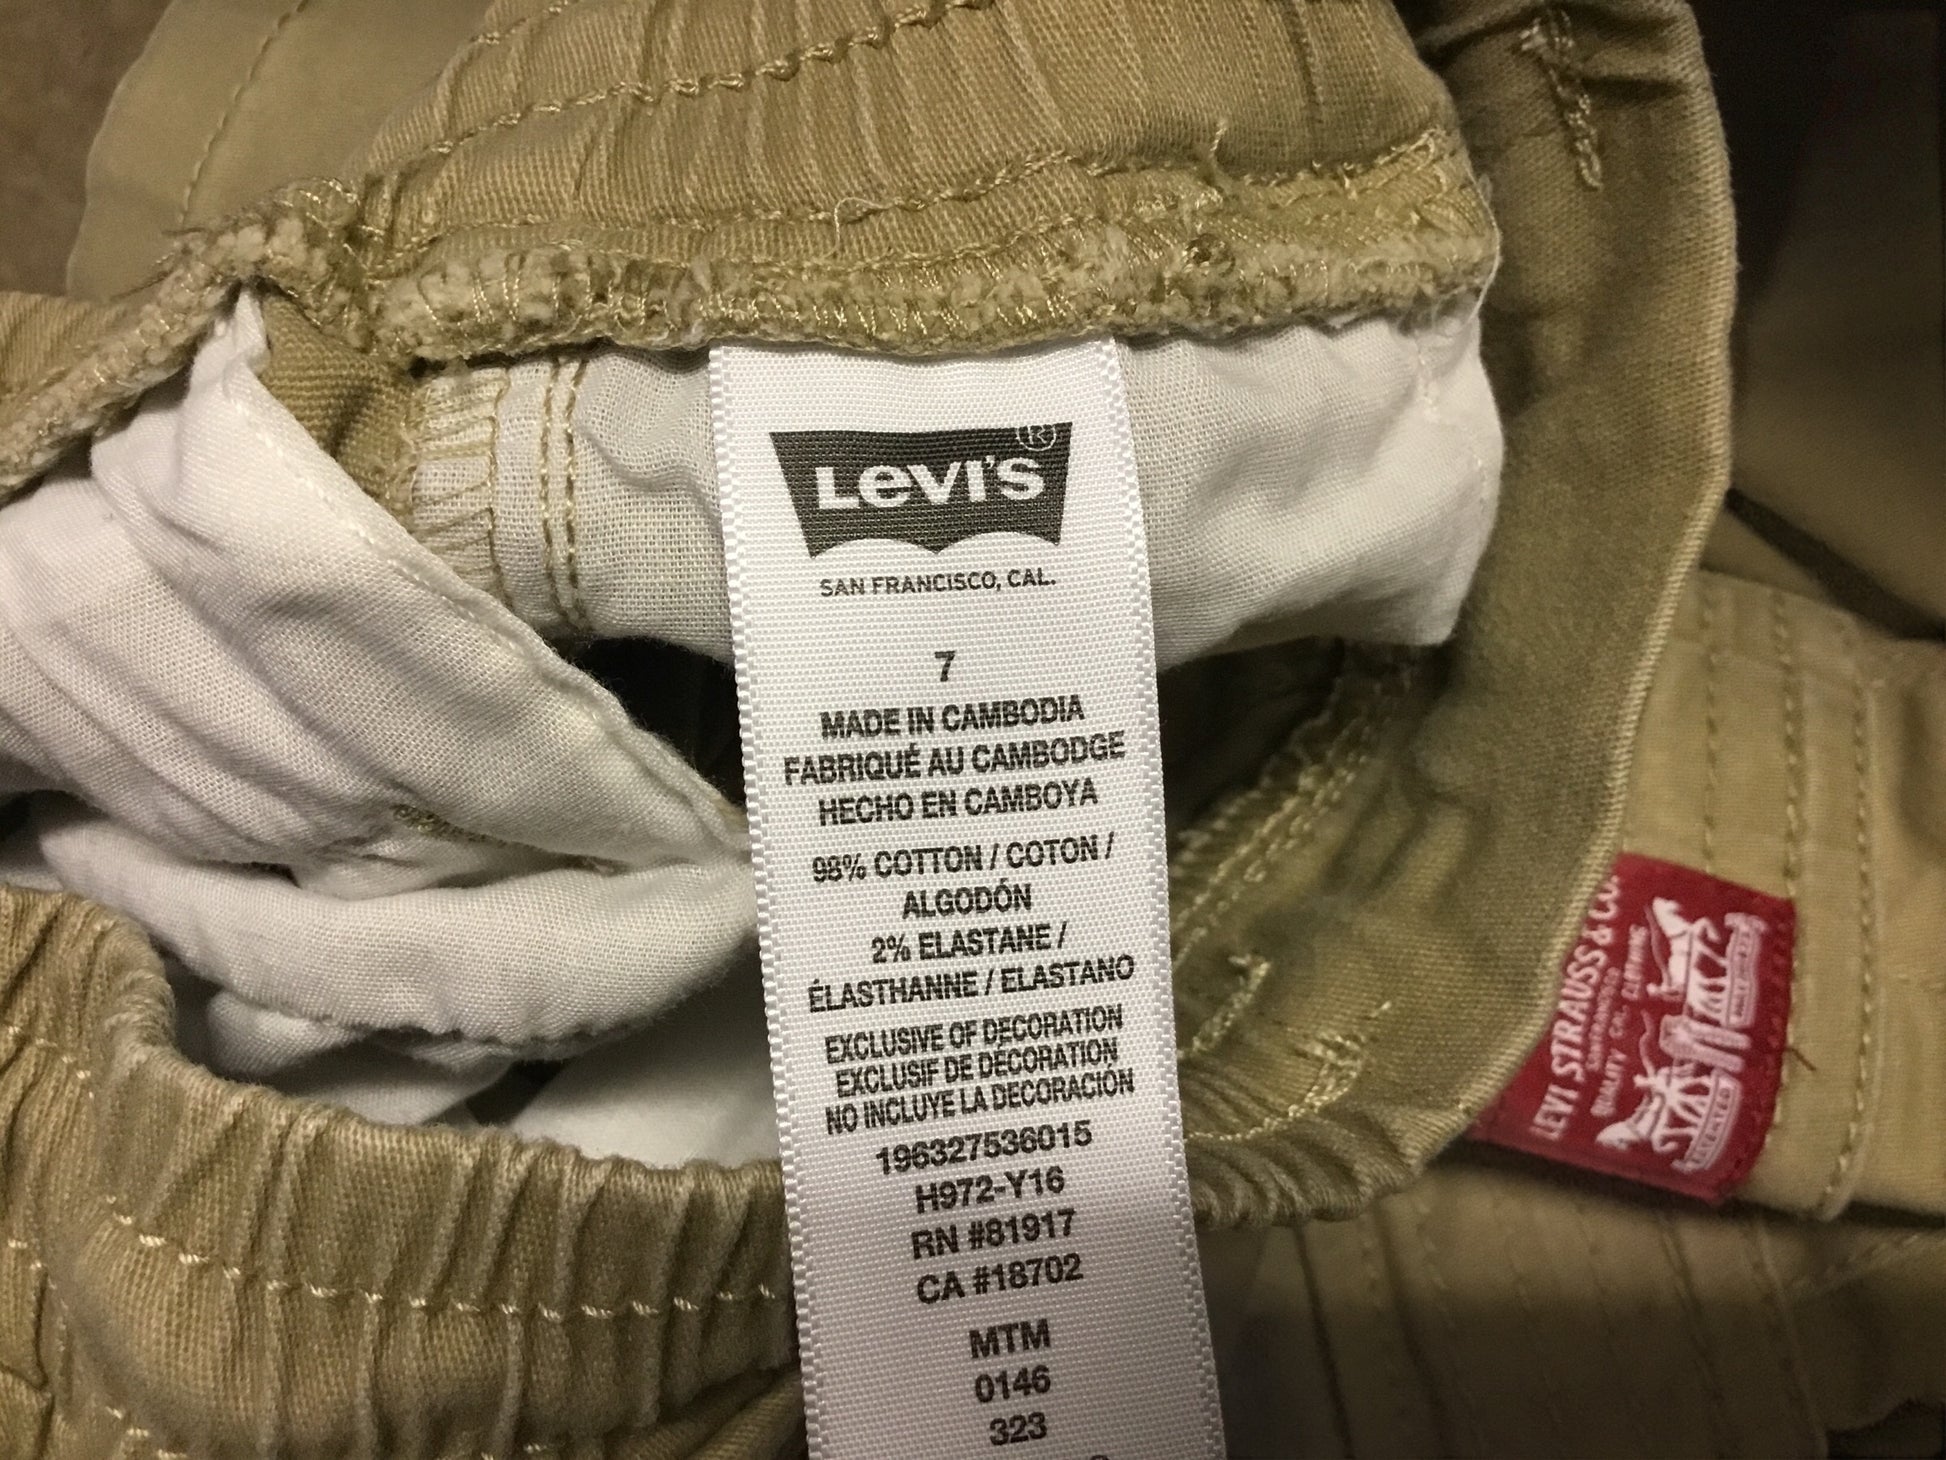 Levi's®
SAN FRANCISCO, CAL.
7
MADE IN CAMBODIA
FABRIQUÉ AU CAMBODGE
HECHO EN CAMBOYA
98% COTTON / COTON /
ALGODÓN
2% ELASTANE /
ÉLASTHANNE / ELASTANO
EXCLUSIVE OF DECORATION
EXCLUSIF DE DÉCORATION
NO INCLUYE LA DECORACIÓN
196327536015
H972-Y16
RN #81917
CA #18702
MTM
0146
323
LEVI STRAUSS & CO.
QUALITY CLOTHING